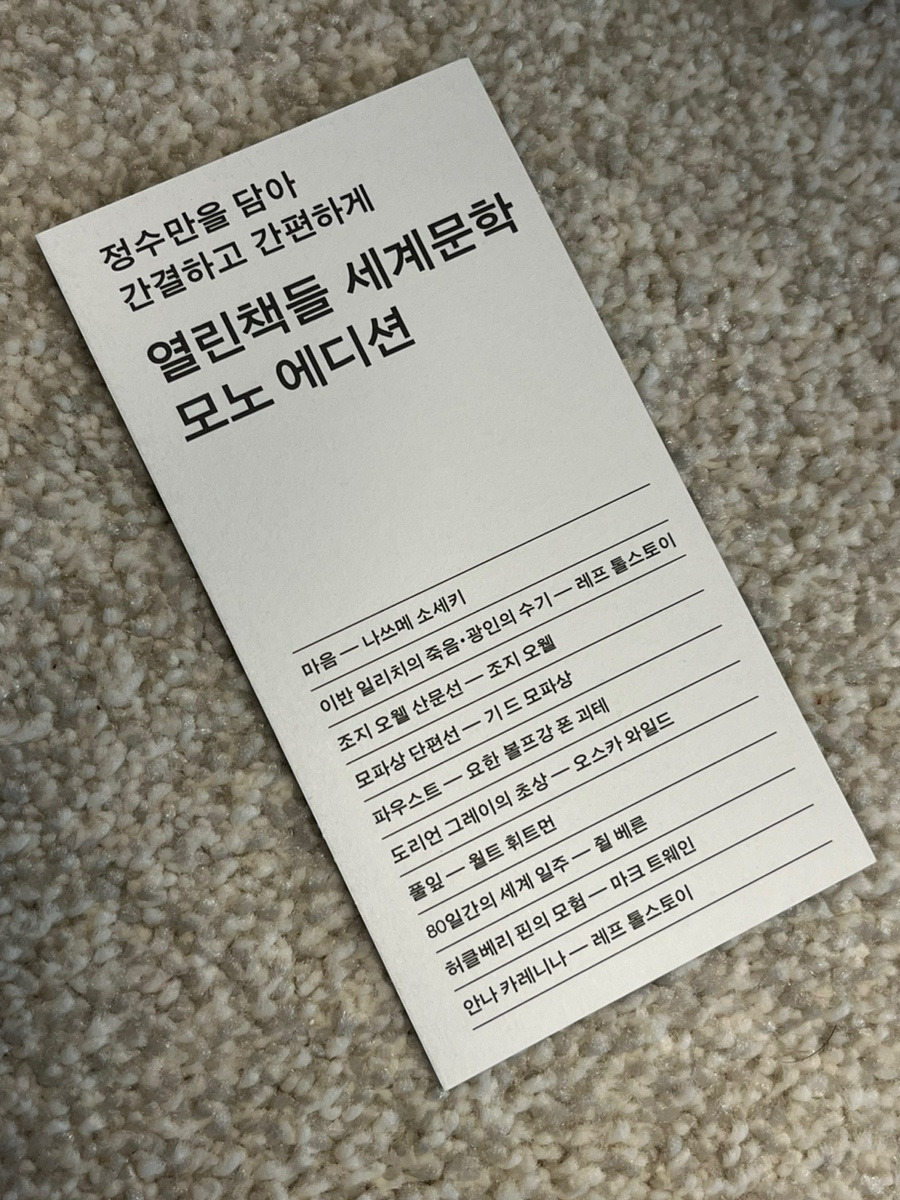 정수만을 담아
간결하고 간편하게
열린책들 세계문학
모노 에디션
마음 — 나쓰메 소세키
이반 일리치의 죽음·광인의 수기 — 레프 톨스토이
조지 오웰 산문선 — 조지 오웰
모파상 단편선 — 기 드 모파상
파우스트 — 요한 볼프강 폰 괴테
도리언 그레이의 초상 — 오스카 와일드
풀잎 — 월트 휘트먼
80일간의 세계 일주 — 쥘 베른
허클베리 핀의 모험 — 마크 트웨인
안나 카레니나 — 레프 톨스토이